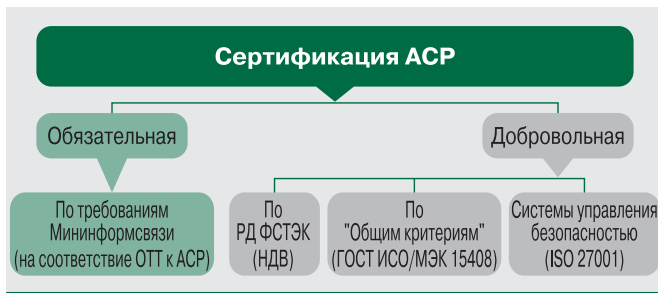 Сертификация АСР
Обязательная
Добровольная
По требованиям
Мининформсвязи
(на соответствие ОТТ к АСР)
По
РД ФСТЭК
(НДВ)
По
"Общим критериям"
(ГОСТ ИСО/МЭК 15408)
Системы управления
безопасностью
(ISO 27001)